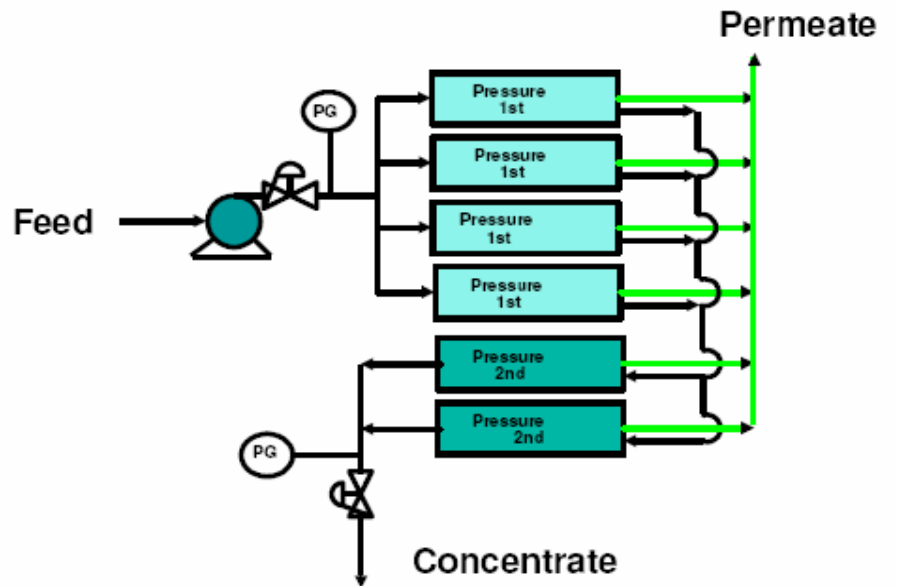 Permeate
PG
Pressure
1st
Pressure
1st
Feed
Pressure
1st
Pressure
1st
Pressure
2nd
Pressure
2nd
PG
Concentrate